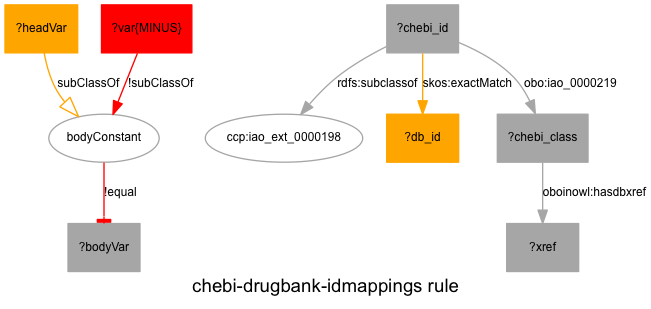 ?headVar
?var(MINUS)
?chebi_id
subClassOf
!subClassOf
rdfs:subclassof
skos:exactMatch
obo:iao_0000219
bodyConstant
ccp:iao_ext_0000198
?db_id
?chebi_class
!equal
oboinowl:hasdbxref
?bodyVar
?xref
chebi-drugbank-idmappings rule